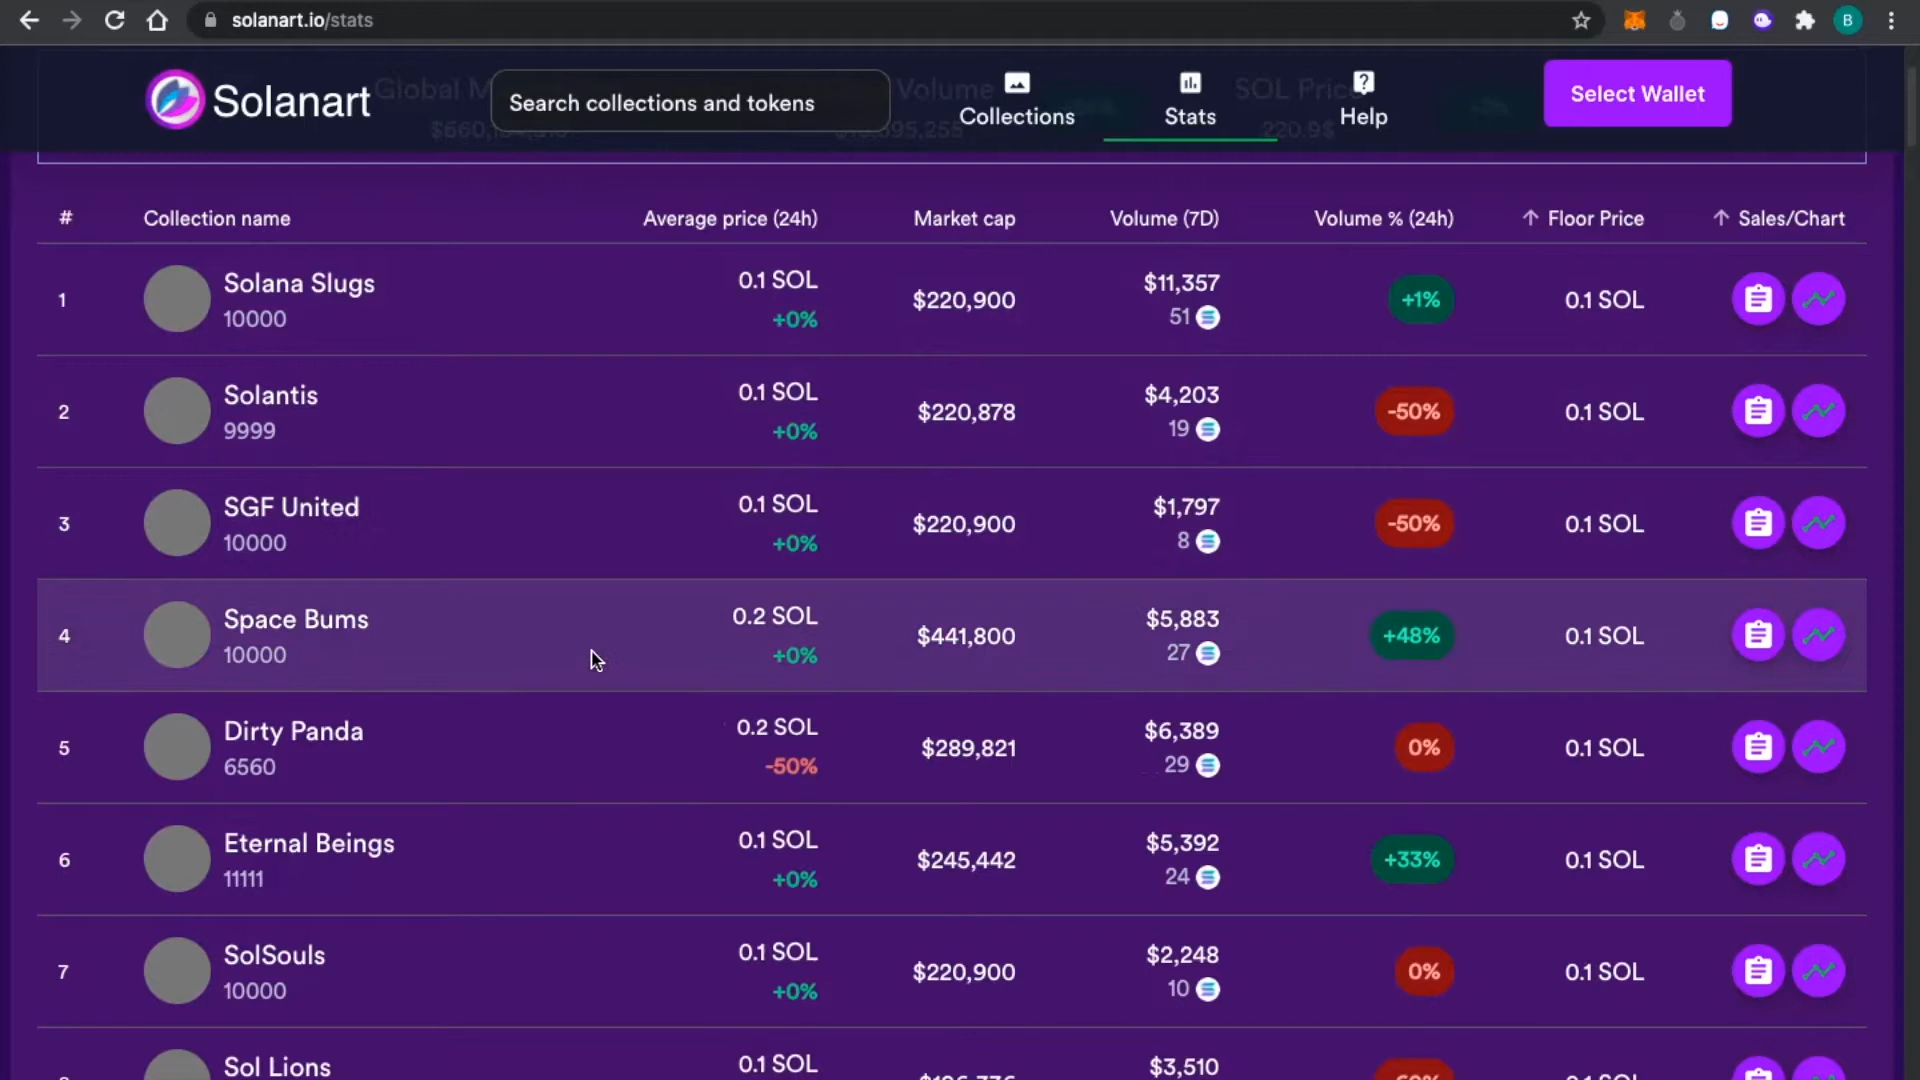 solanart.io/stats
B
Solanart
Search collections and tokens
Collections
Stats
Help
Select Wallet
Volume
SOL Price
220.9$
# Collection name Average price (24h) Market cap Volume (7D) Volume % (24h) ↑ Floor Price ↑ Sales/Chart
1 Solana Slugs 0.1 SOL $220,900 $11,357 +1% 0.1 SOL
10000 +0% 51
2 Solantis 0.1 SOL $220,878 $4,203 -50% 0.1 SOL
9999 +0% 19
3 SGF United 0.1 SOL $220,900 $1,797 -50% 0.1 SOL
10000 +0% 8
4 Space Bums 0.2 SOL $441,800 $5,883 +48% 0.1 SOL
10000 +0% 27
5 Dirty Panda 0.2 SOL $289,821 $6,389 0% 0.1 SOL
6560 -50% 29
6 Eternal Beings 0.1 SOL $245,442 $5,392 +33% 0.1 SOL
11111 +0% 24
7 SolSouls 0.1 SOL $220,900 $2,248 0% 0.1 SOL
10000 +0% 10
Sol Lions 0.1 SOL $3,510